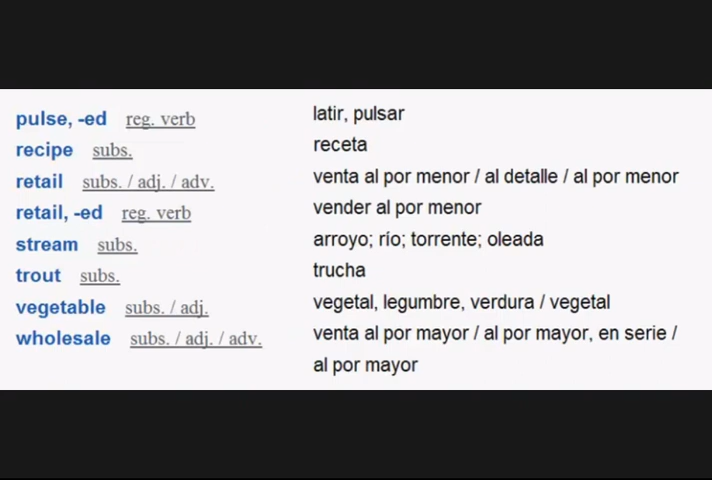 pulse, -ed reg. verb latir, pulsar
recipe subs. receta
retail subs. / adj. / adv. venta al por menor / al detalle / al por menor
retail, -ed reg. verb vender al por menor
stream subs. arroyo; río; torrente; oleada
trout subs. trucha
vegetable subs. / adj. vegetal, legumbre, verdura / vegetal
wholesale subs. / adj. / adv. venta al por mayor / al por mayor, en serie /
al por mayor